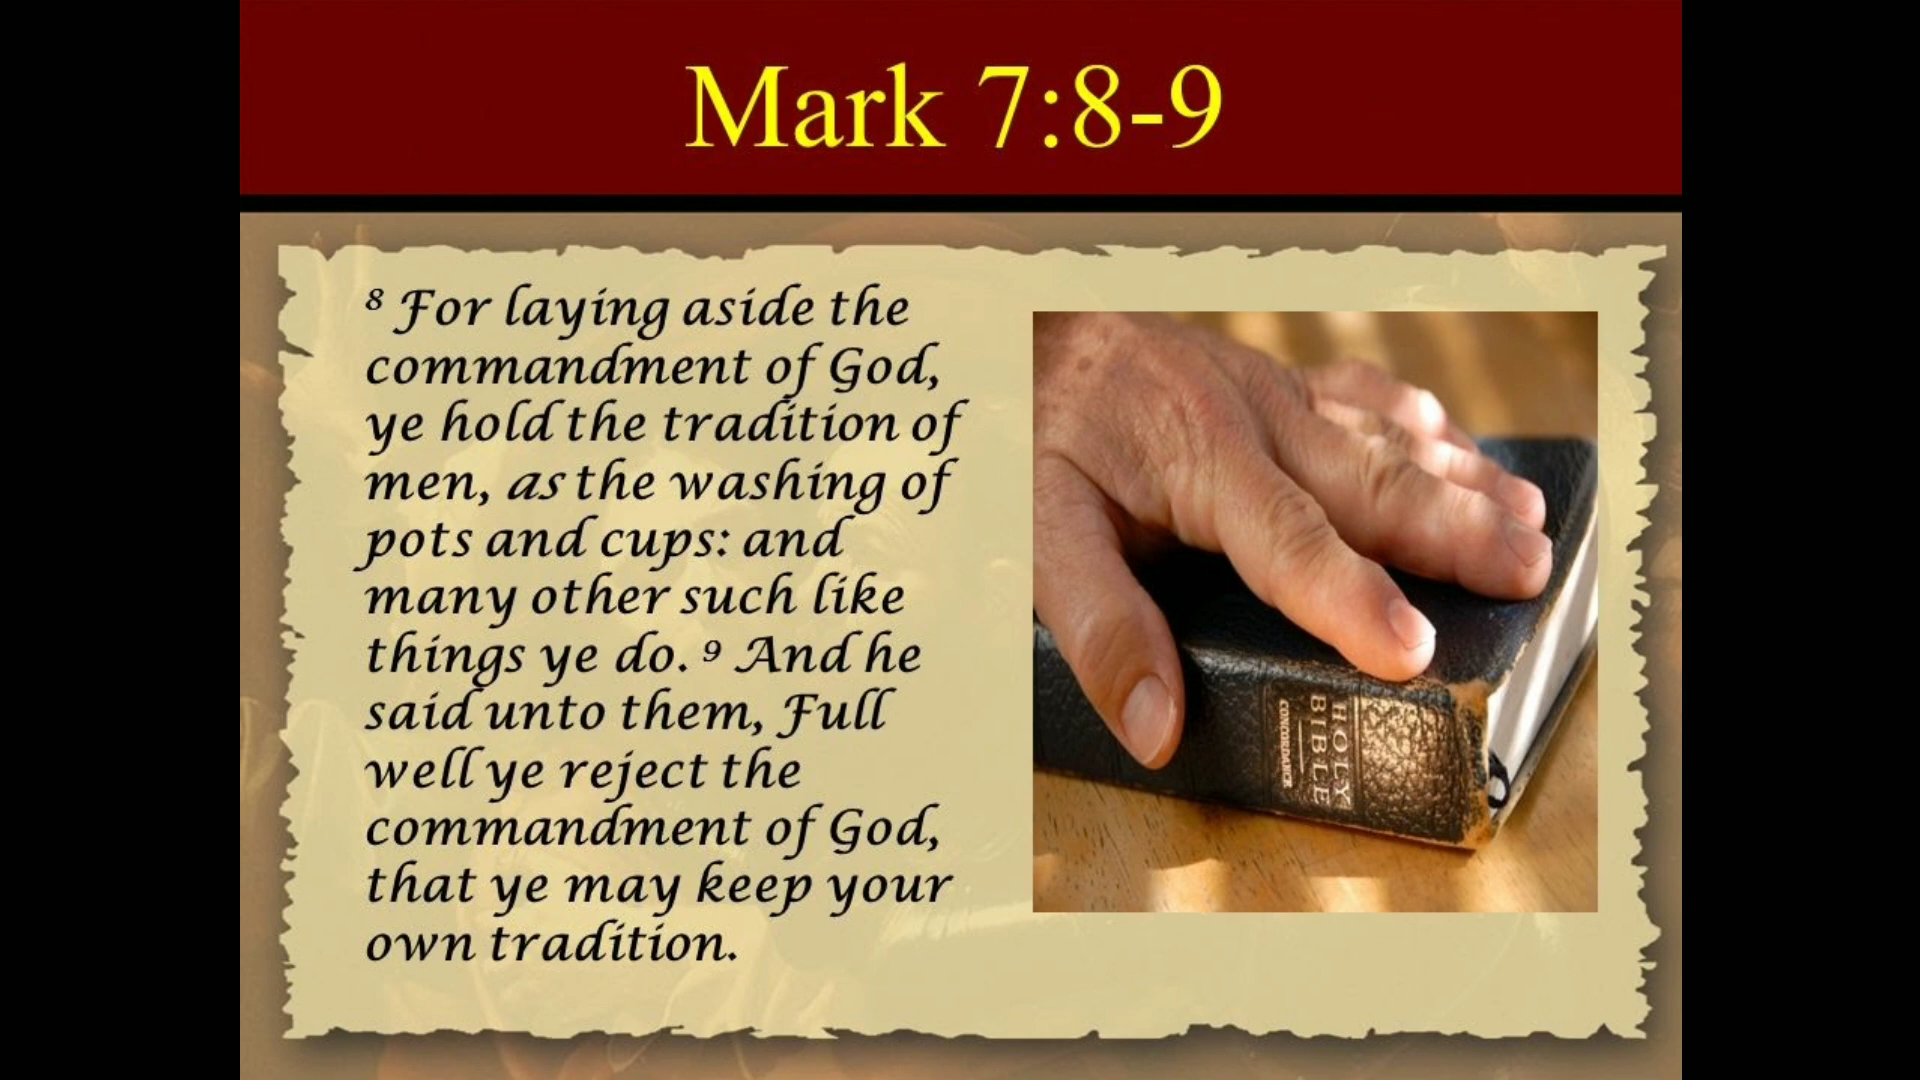 Mark 7:8-9
⁸ For laying aside the
commandment of God,
ye hold the tradition of
men, as the washing of
pots and cups: and
many other such like
things ye do. ⁹ And he
said unto them, Full
well ye reject the
commandment of God,
that ye may keep your
own tradition.
HOLY
BIBLE
CONCORDANCE